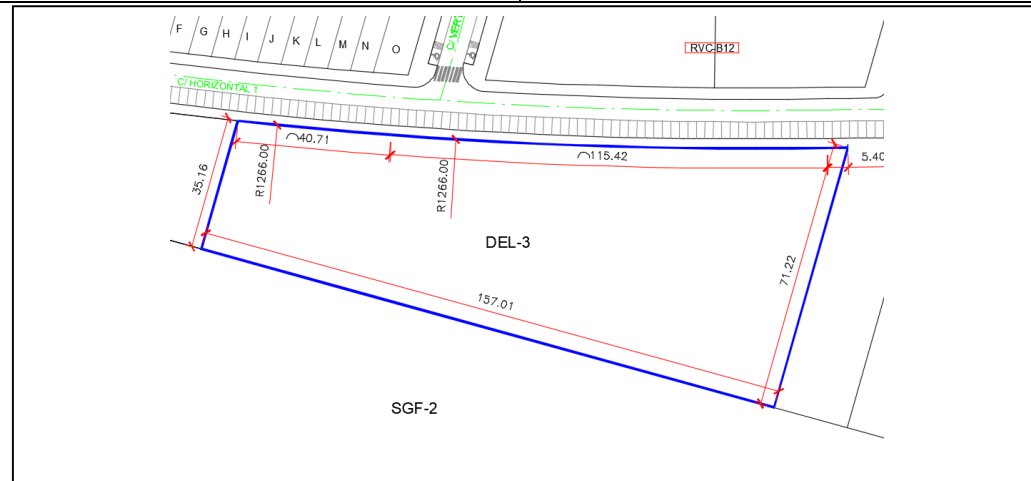 F G H I J K L M N O
C/ VERT
RVC-B12
C/ HORIZONTAL 1
40.71
115.42
5.40
35.16
R1266.00
R1266.00
DEL-3
71.22
157.01
SGF-2